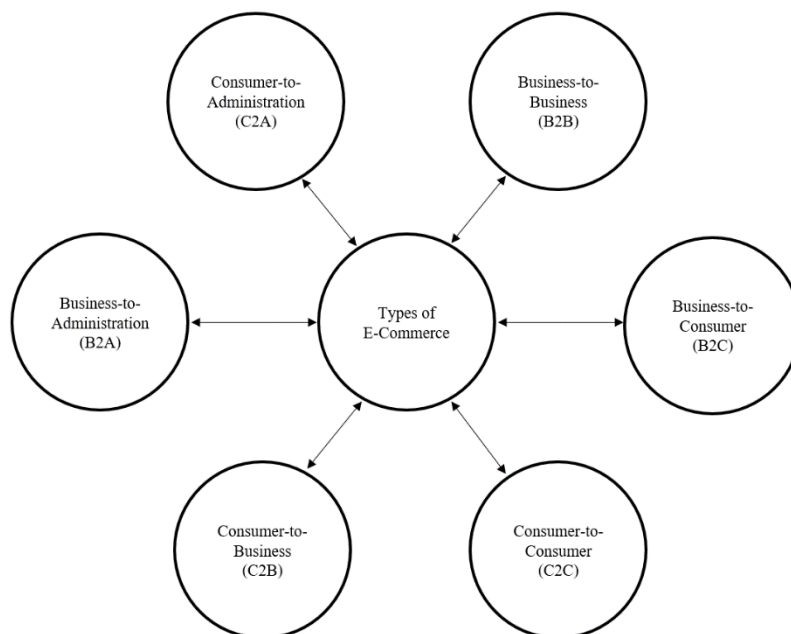 Consumer-to-
Administration
(C2A)
Business-to-
Business
(B2B)
Business-to-
Administration
(B2A)
Types of
E-Commerce
Business-to-
Consumer
(B2C)
Consumer-to-
Business
(C2B)
Consumer-to-
Consumer
(C2C)